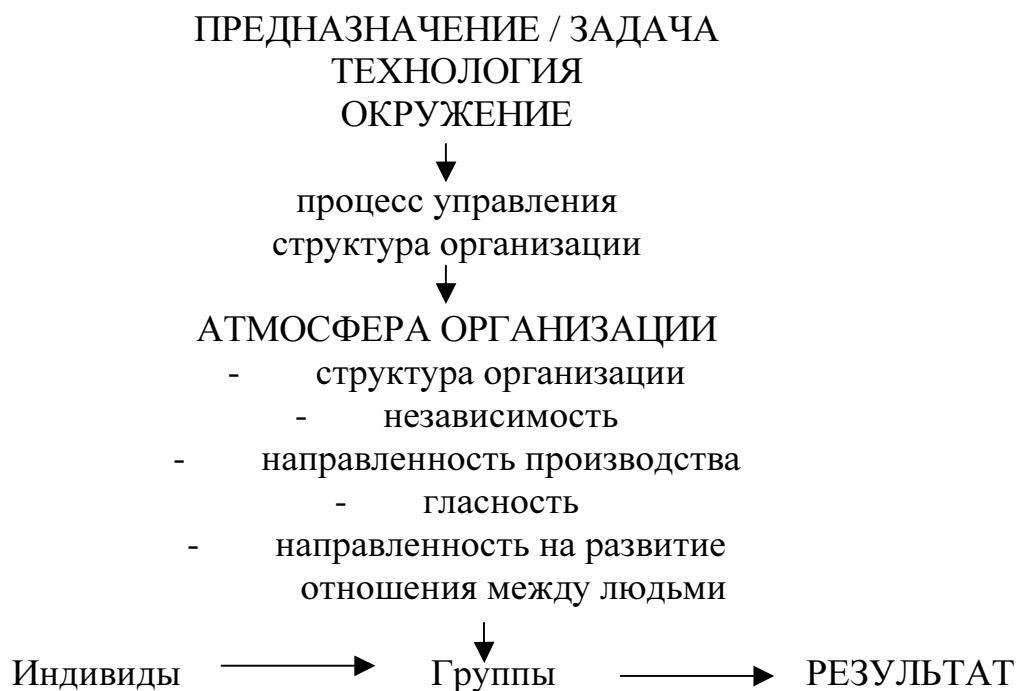 ПРЕДНАЗНАЧЕНИЕ / ЗАДАЧА
ТЕХНОЛОГИЯ
ОКРУЖЕНИЕ
процесс управления
структура организации
АТМОСФЕРА ОРГАНИЗАЦИИ
- структура организации
- независимость
- направленность производства
- гласность
- направленность на развитие
отношения между людьми
Индивиды Группы РЕЗУЛЬТАТ